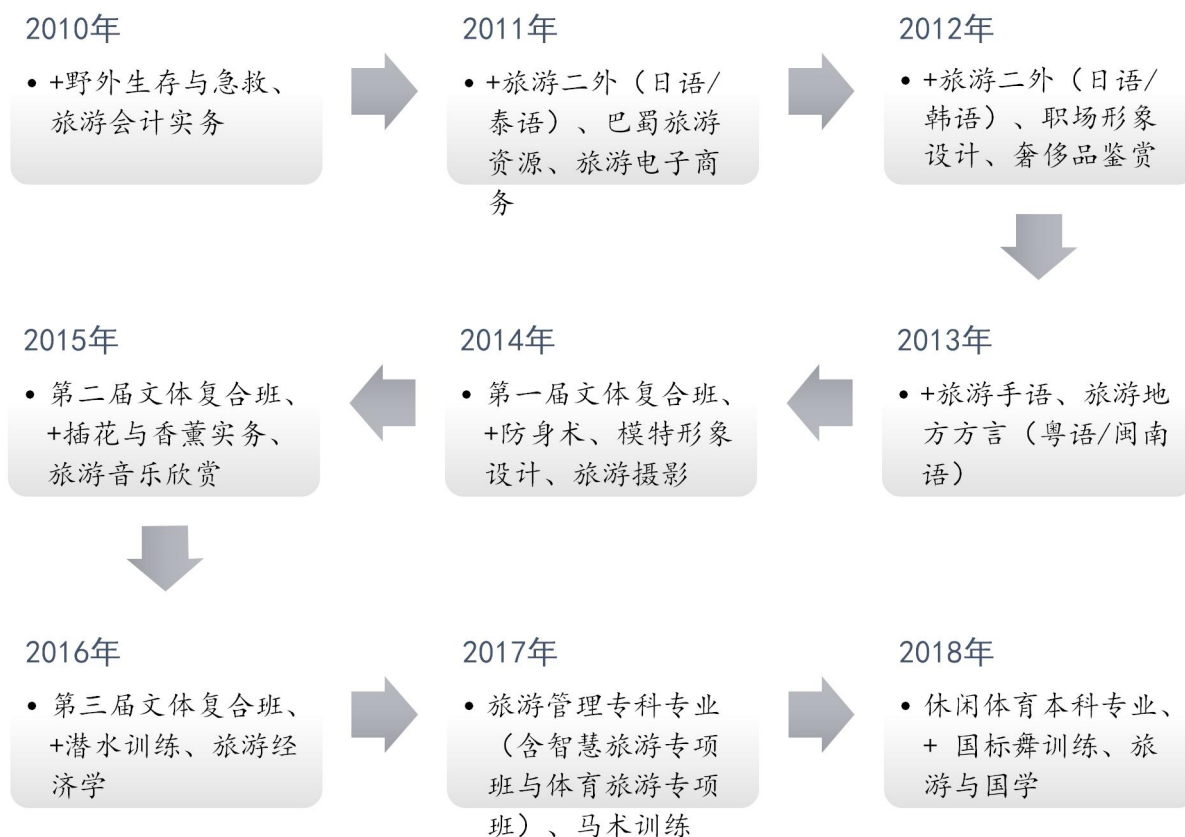 2010年
• +野外生存与急救、
旅游会计实务
2011年
• +旅游二外（日语/
泰语）、巴蜀旅游
资源、旅游电子商
务
2012年
• +旅游二外（日语/
韩语）、职场形象
设计、奢侈品鉴赏
2013年
• +旅游手语、旅游地
方方言（粤语/闽南
语）
2014年
• 第一届文体复合班、
+防身术、模特形象
设计、旅游摄影
2015年
• 第二届文体复合班、
+插花与香薰实务、
旅游音乐欣赏
2016年
• 第三届文体复合班、
+潜水训练、旅游经
济学
2017年
• 旅游管理专科专业
（含智慧旅游专项
班与体育旅游专项
班）、马术训练
2018年
• 休闲体育本科专业、
+ 国标舞训练、旅
游与国学